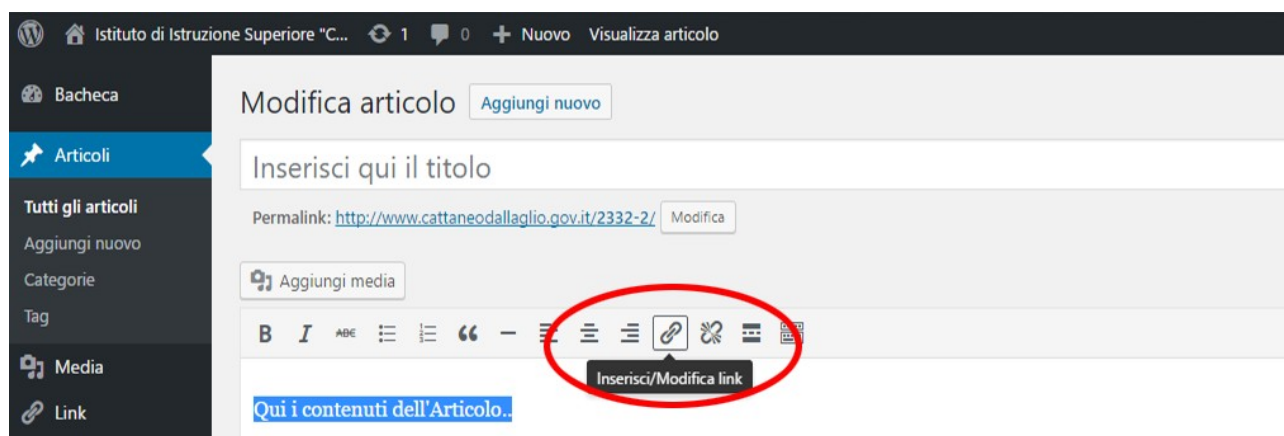 Istituto di Istruzione Superiore "C... 1 0 Nuovo Visualizza articolo
Bacheca
Articoli
Tutti gli articoli
Aggiungi nuovo
Categorie
Tag
Media
Link
Modifica articolo Aggiungi nuovo
Inserisci qui il titolo
Permalink: http://www.cattaneodallaglio.gov.it/2332-2/ Modifica
Aggiungi media
B I ABC
Inserisci/Modifica link
Qui i contenuti dell'Articolo..